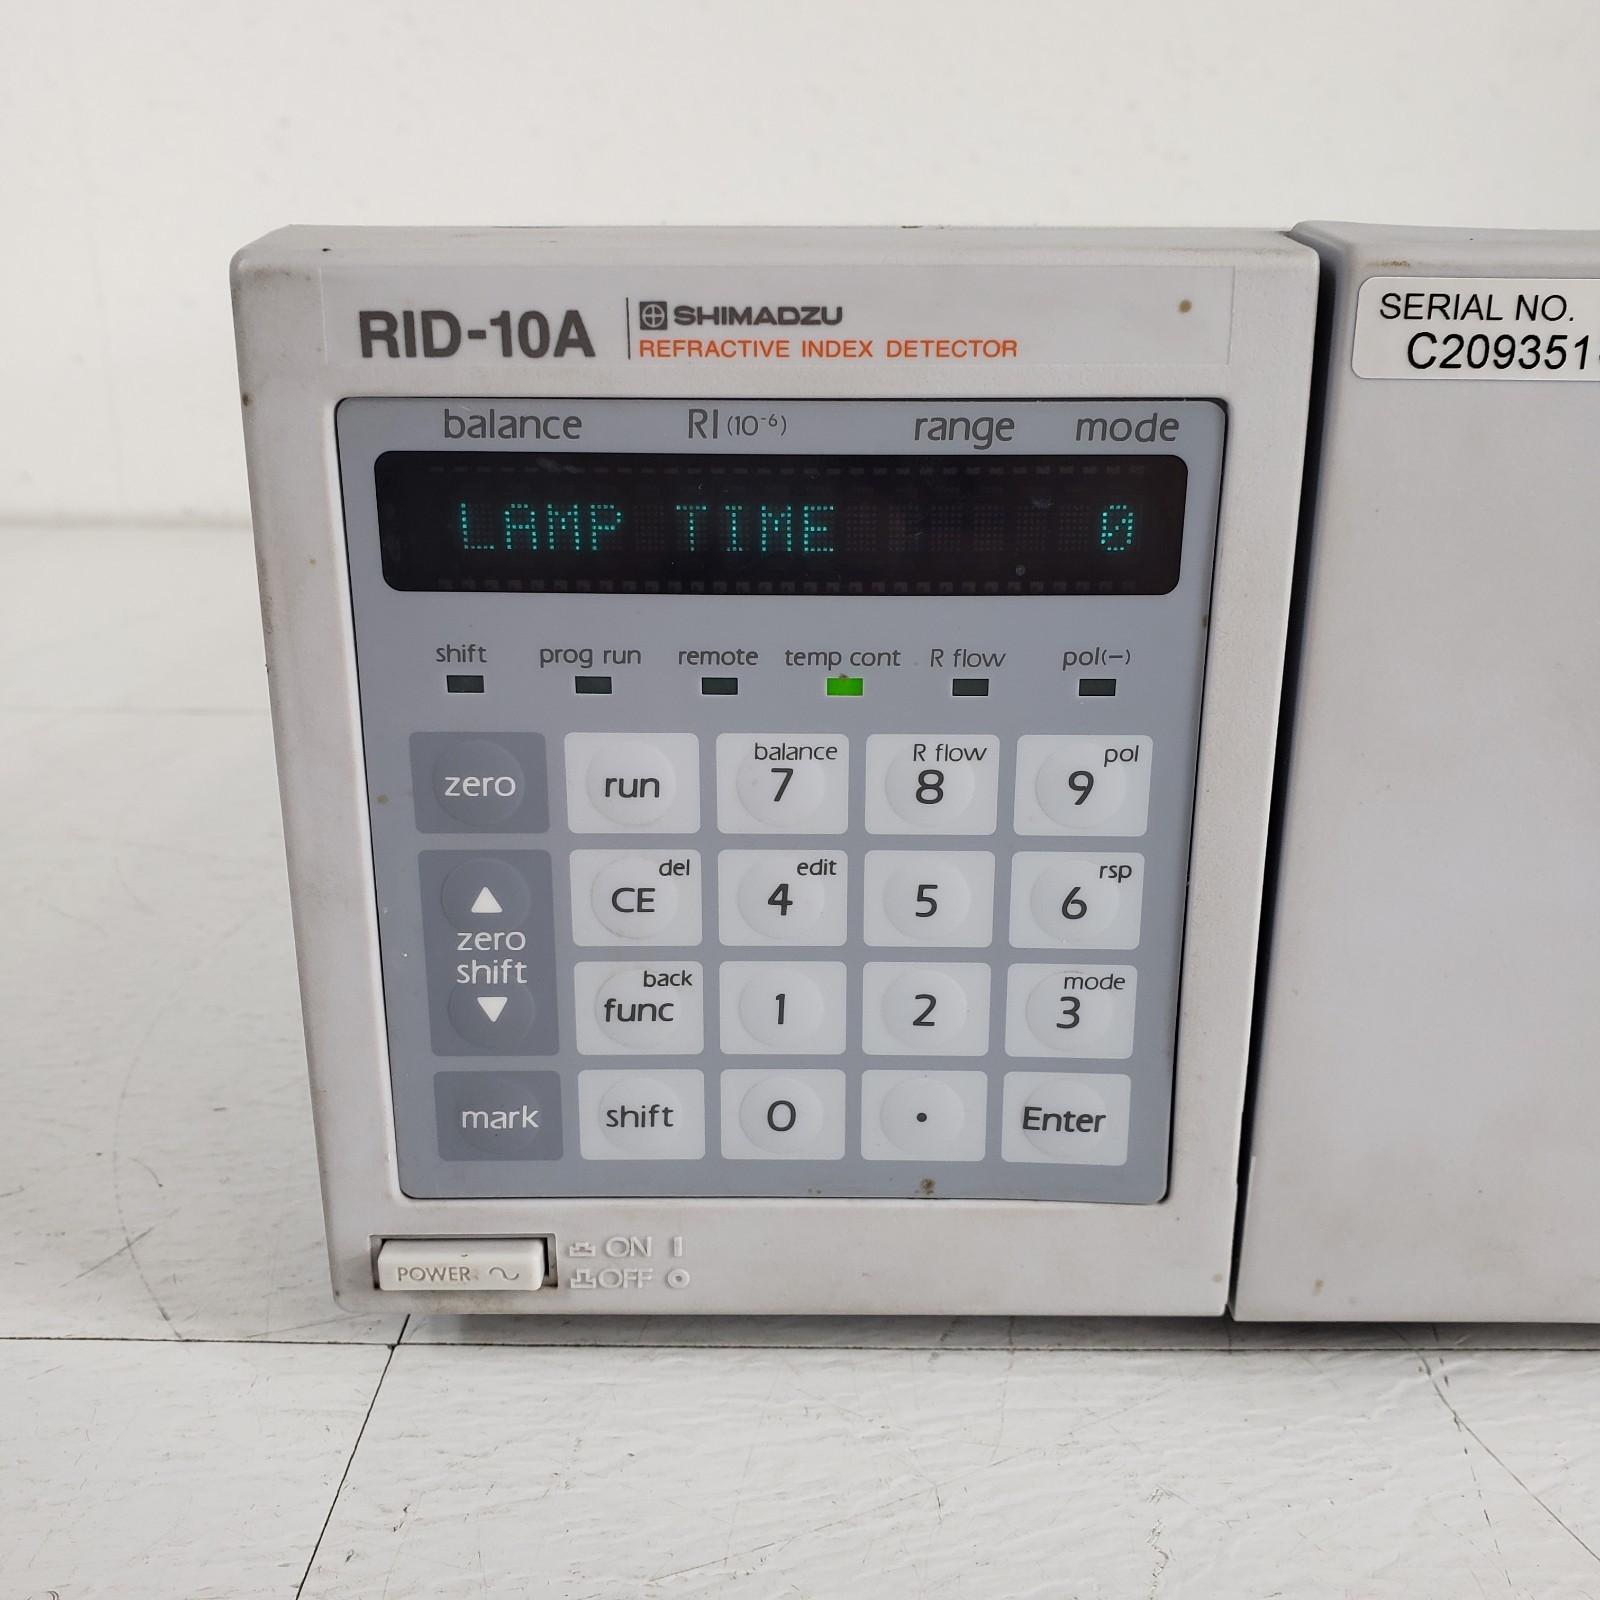 RID-10A
SHIMADZU
REFRACTIVE INDEX DETECTOR
SERIAL NO.
C209351
balance RI (10⁻⁶) range mode
LAMP TIME 0
shift prog run remote temp cont R flow pol(−)
zero run balance 7 R flow 8 pol 9
▲ zero shift ▼
del CE edit 4 5 rsp 6
back func 1 2 mode 3
mark shift 0 . Enter
POWER ~
ON I
OFF O